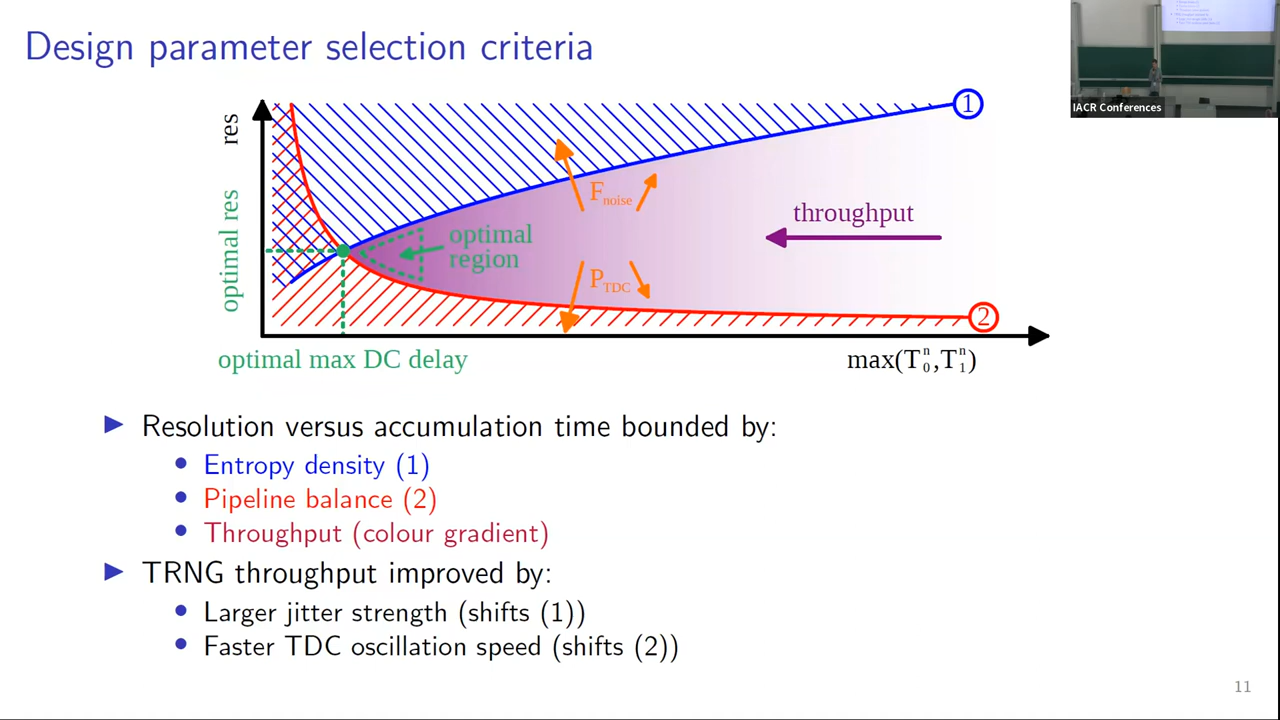 Design parameter selection criteria
IACR Conferences
res
optimal res
1
F noise
throughput
optimal
region
P TDC
2
optimal max DC delay
max(T₀ⁿ,T₁ⁿ)
Resolution versus accumulation time bounded by:
Entropy density (1)
Pipeline balance (2)
Throughput (colour gradient)
TRNG throughput improved by:
Larger jitter strength (shifts (1))
Faster TDC oscillation speed (shifts (2))
11